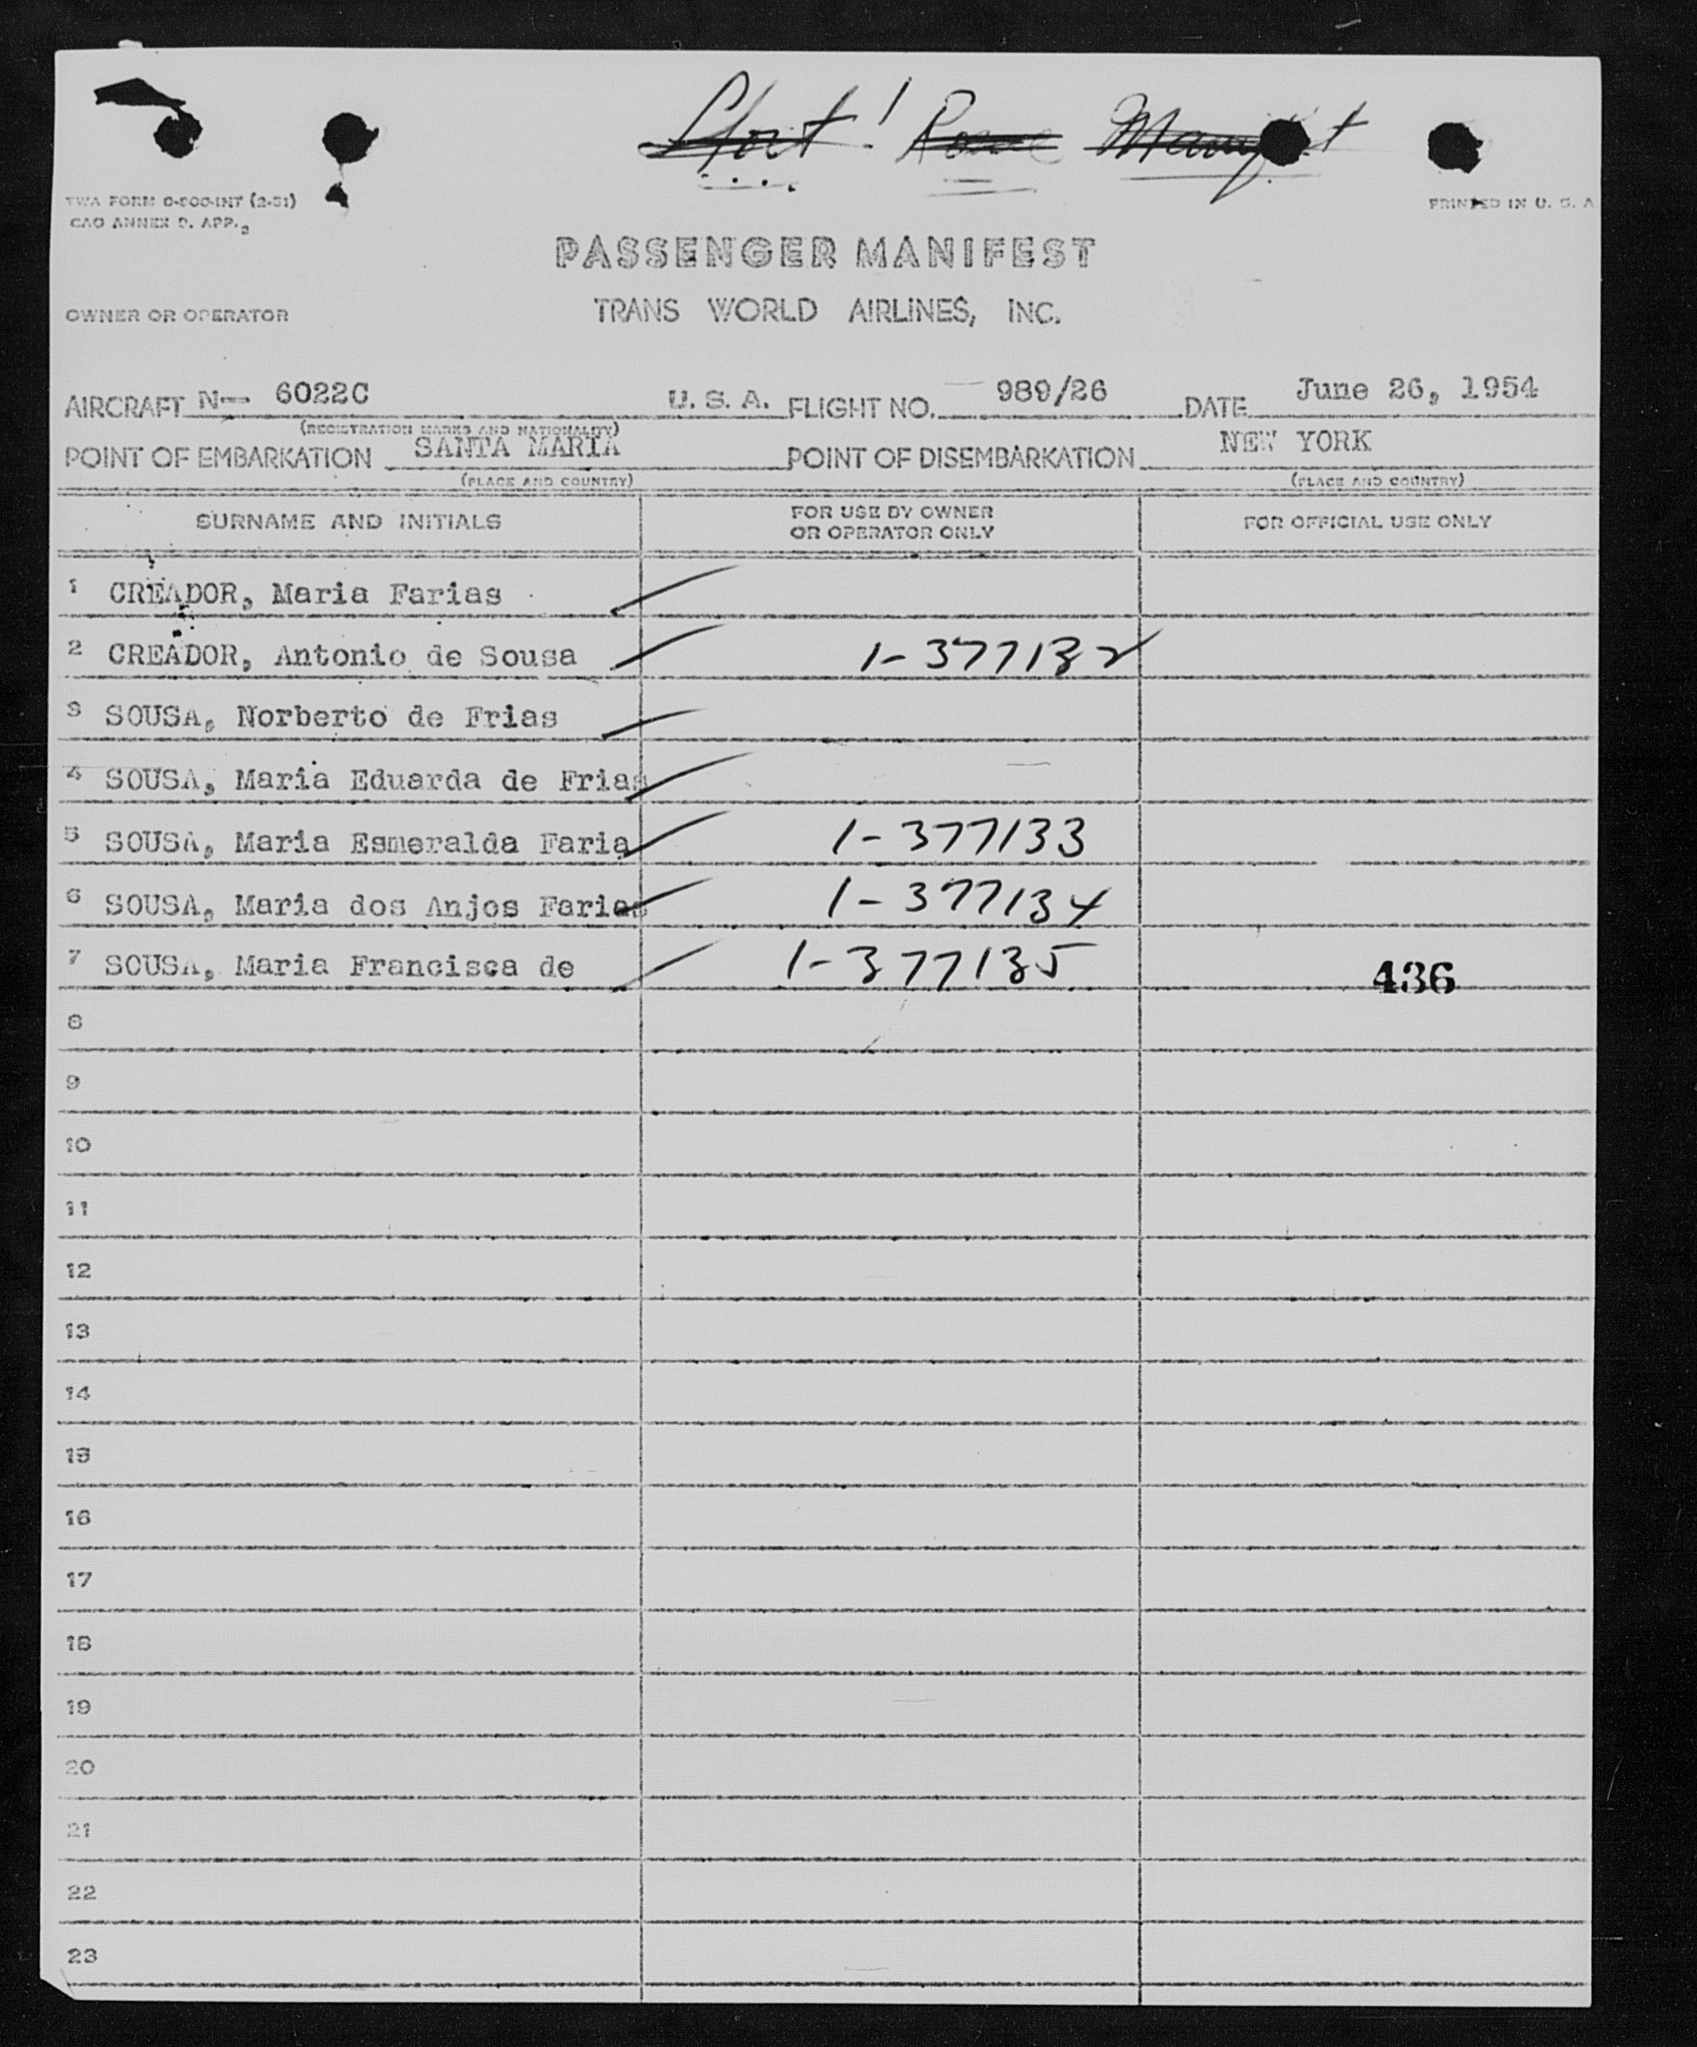 Short! Rome Manifest
TWA FORM O-800-INT (2-51)
CAO ANNEX D. APP.,
PRINTED IN U. S. A
PASSENGER MANIFEST
OWNER OR OPERATOR
TRANS WORLD AIRLINES, INC.
AIRCRAFT N-- 6022C U. S. A. FLIGHT NO. 989/26 DATE June 26, 1954
(REGISTRATION MARKS AND NATIONALITY)
POINT OF EMBARKATION SANTA MARIA POINT OF DISEMBARKATION NEW YORK
(PLACE AND COUNTRY) (PLACE AND COUNTRY)
SURNAME AND INITIALS FOR USE BY OWNER OR OPERATOR ONLY FOR OFFICIAL USE ONLY
1 CREADOR, Maria Farias
2 CREADOR, Antonio de Sousa 1-377132
3 SOUSA, Norberto de Frias
4 SOUSA, Maria Eduarda de Frias
5 SOUSA, Maria Esmeralda Faria 1-377133
6 SOUSA, Maria dos Anjos Farias 1-377134
7 SOUSA, Maria Francisca de 1-377135 436
8
9
10
11
12
13
14
15
16
17
18
19
20
21
22
23